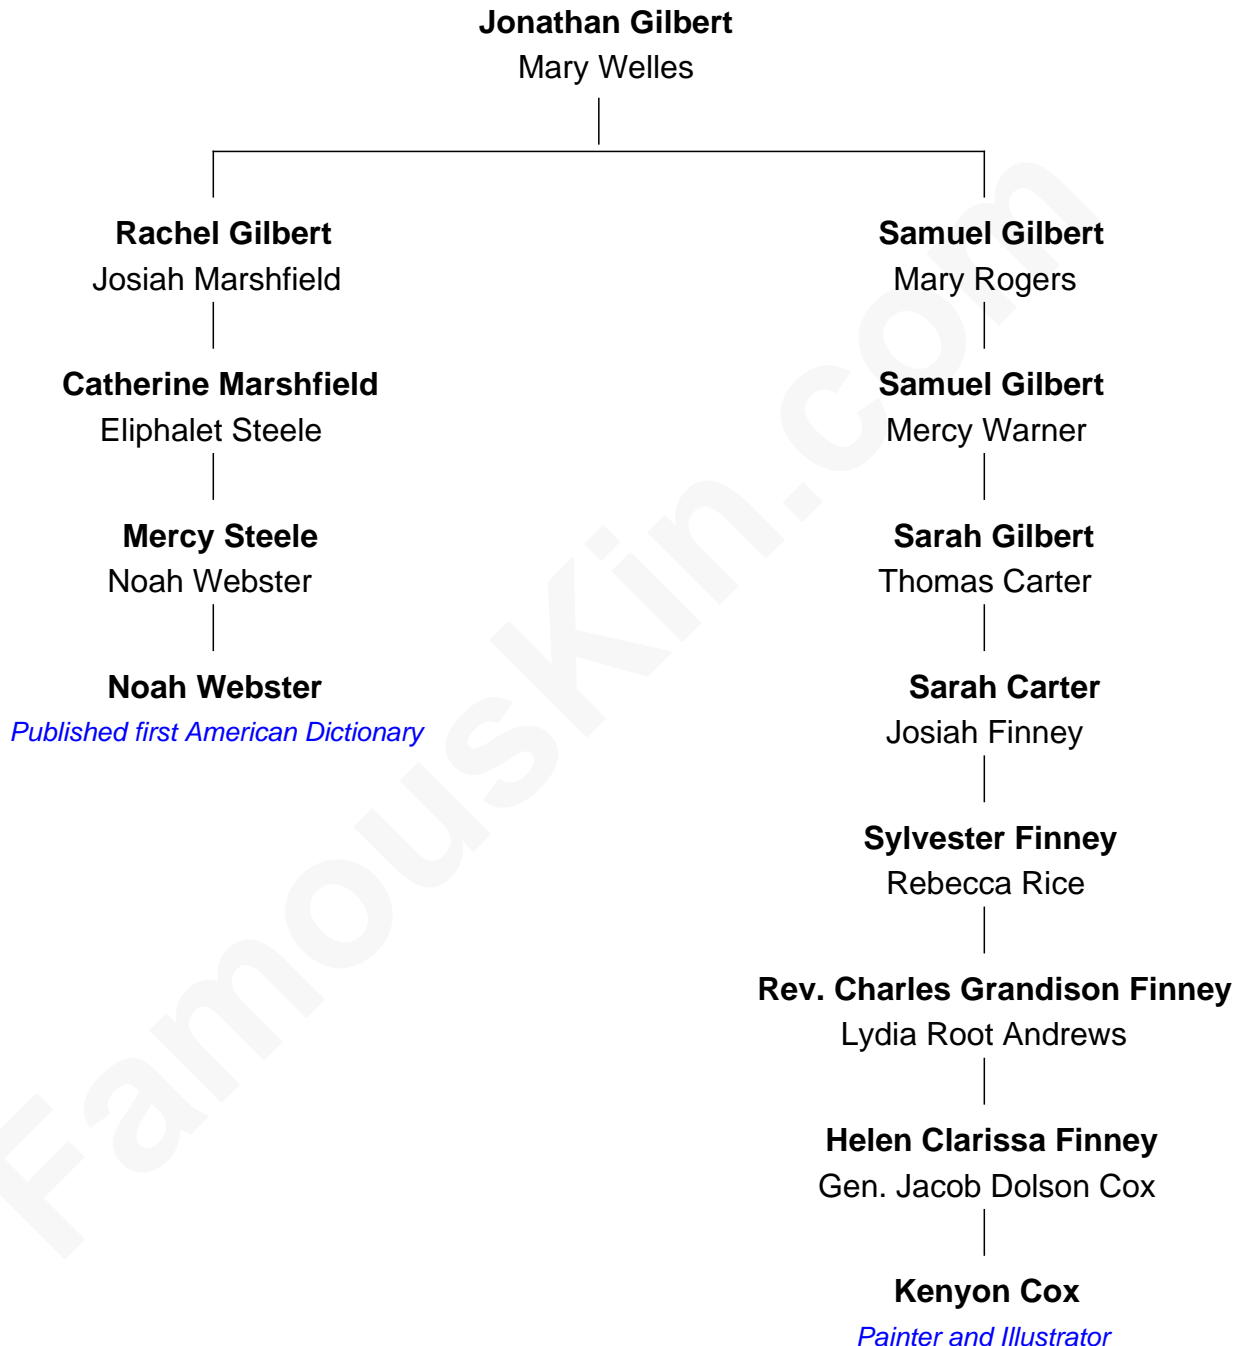 Jonathan Gilbert
Mary Welles
Rachel Gilbert
Josiah Marshfield
Catherine Marshfield
Eliphalet Steele
Mercy Steele
Noah Webster
Noah Webster
Published first American Dictionary
Samuel Gilbert
Mary Rogers
Samuel Gilbert
Mercy Warner
Sarah Gilbert
Thomas Carter
Sarah Carter
Josiah Finney
Sylvester Finney
Rebecca Rice
Rev. Charles Grandison Finney
Lydia Root Andrews
Helen Clarissa Finney
Gen. Jacob Dolson Cox
Kenyon Cox
Painter and Illustrator
FamousKin.com